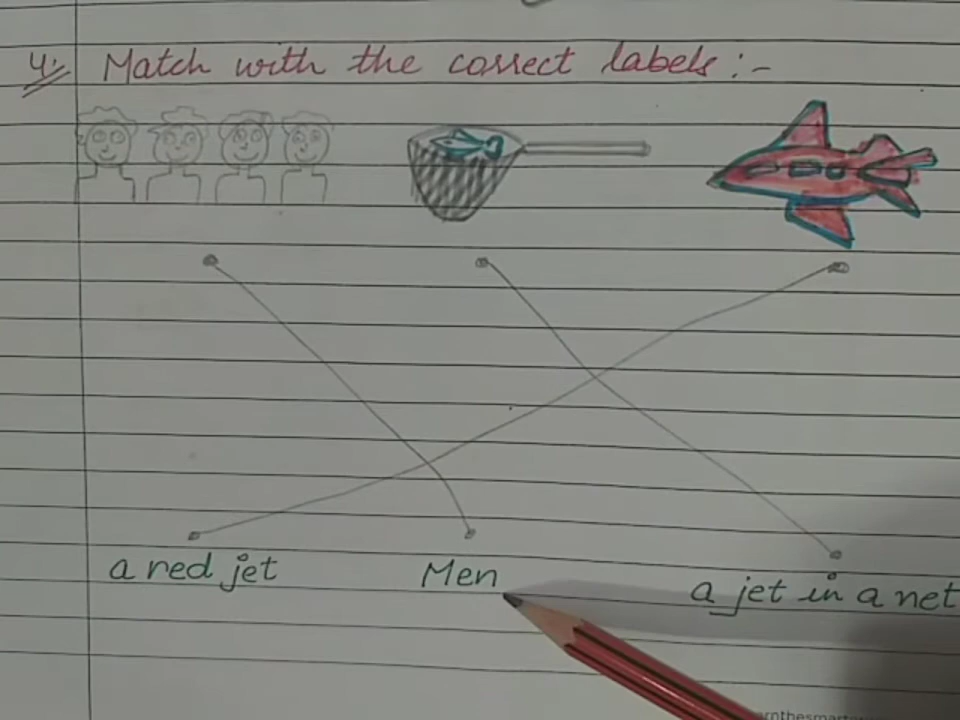 4. Match with the correct labels :-
a red jet
Men
a jet in a net